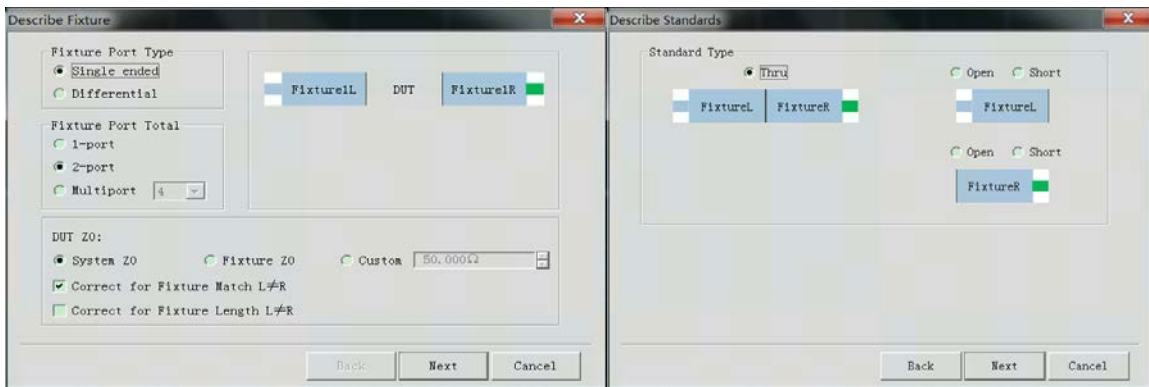 Describe Fixture
Fixture Port Type
Single ended
Differential
Fixture1L DUT Fixture1R
Fixture Port Total
1-port
2-port
Multiport 4
DUT Z0:
System Z0 Fixture Z0 Custom 50.000Ω
Correct for Fixture Match L≠R
Correct for Fixture Length L≠R
Back Next Cancel
Describe Standards
Standard Type
Thru Open Short
FixtureL FixtureR FixtureL
Open Short
FixtureR
Back Next Cancel